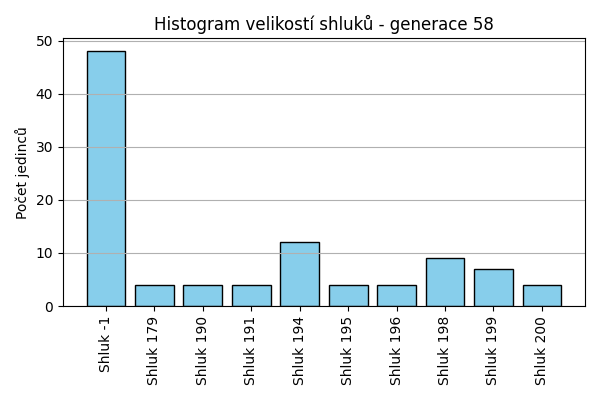 Histogram velikostí shluků - generace 58
Počet jedinců
50
40
30
20
10
0
Shluk -1
Shluk 179
Shluk 190
Shluk 191
Shluk 194
Shluk 195
Shluk 196
Shluk 198
Shluk 199
Shluk 200